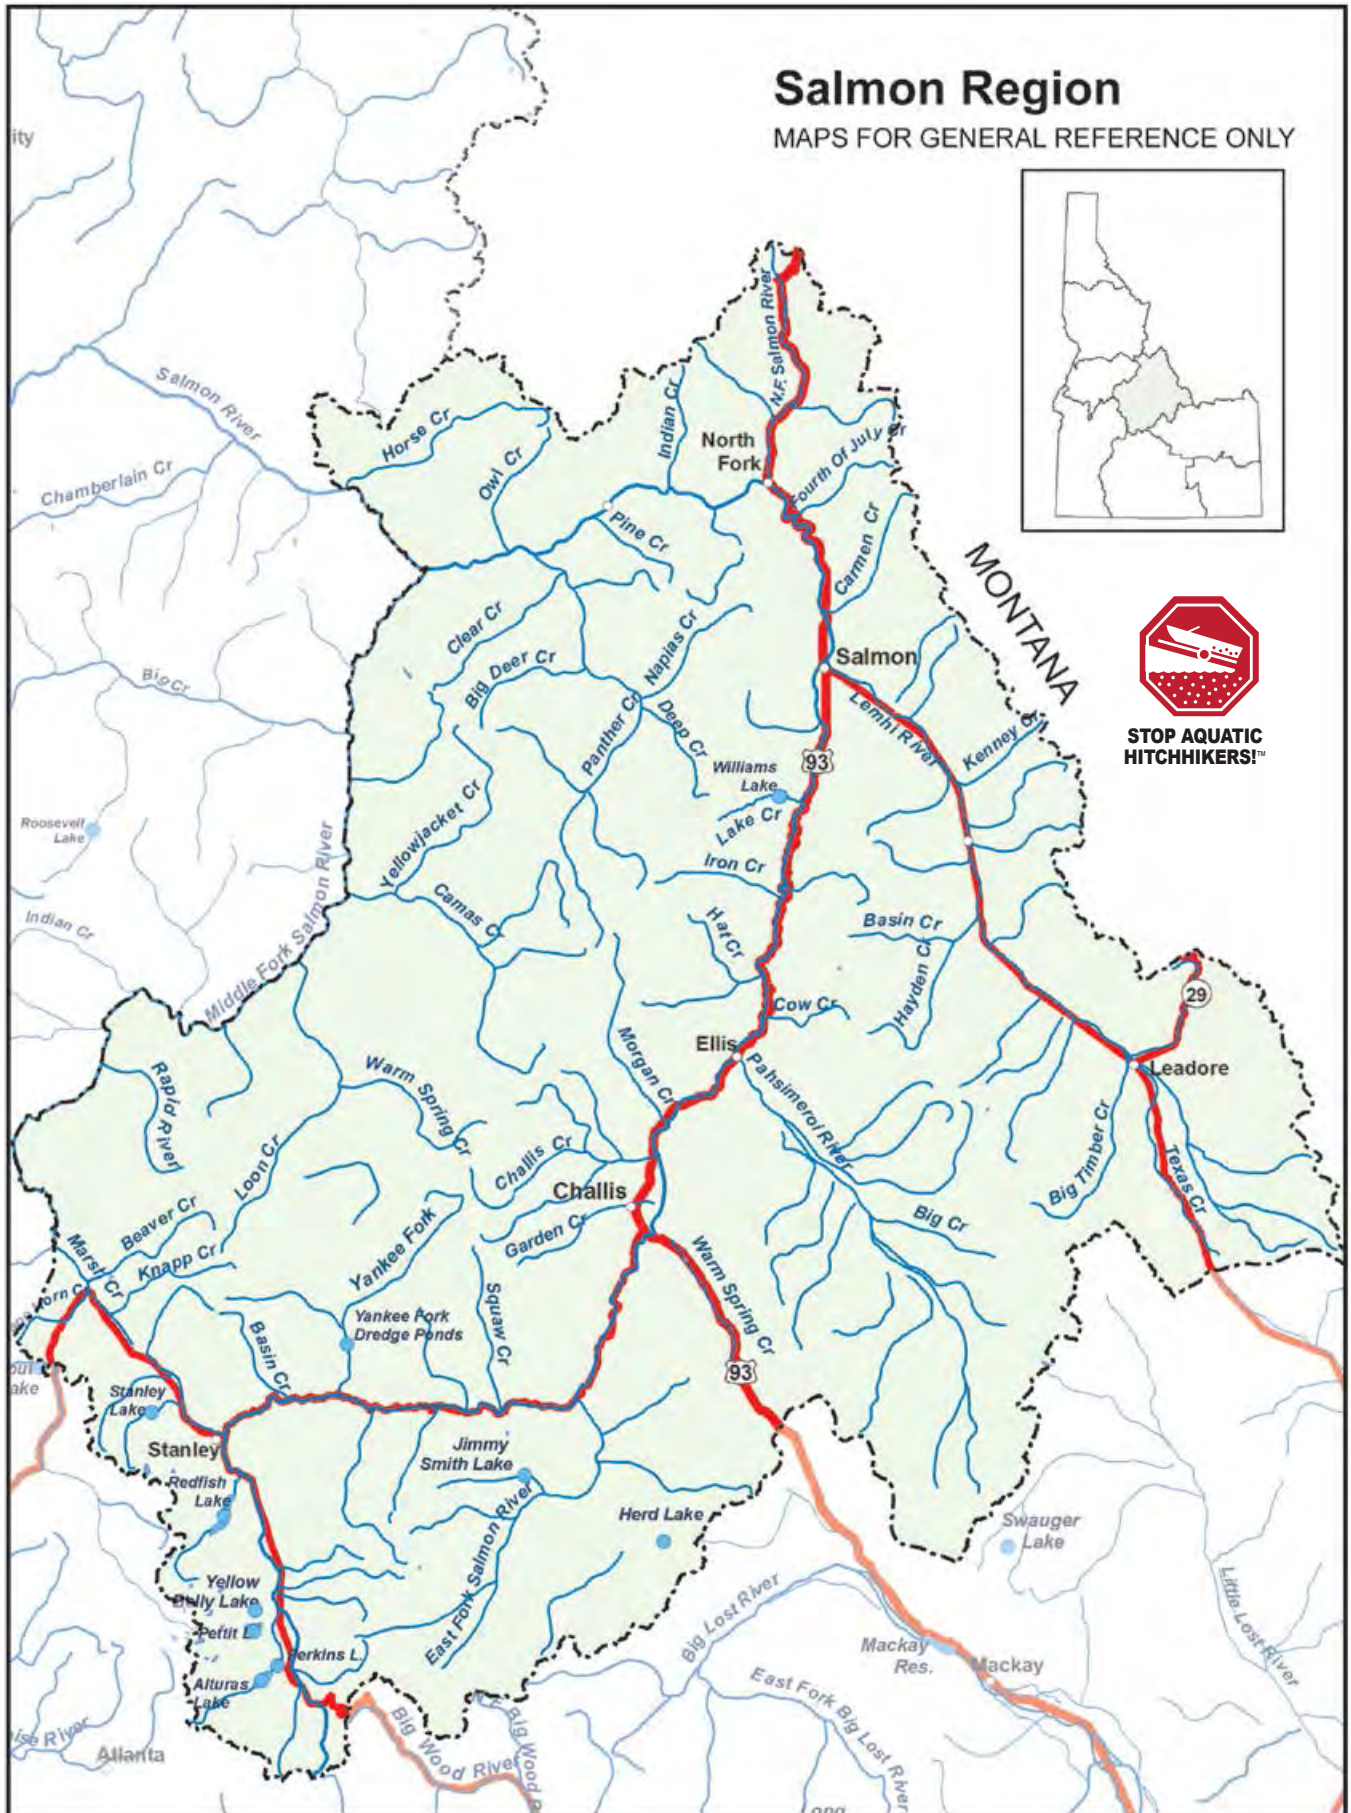 Salmon Region
MAPS FOR GENERAL REFERENCE ONLY
ity
N.F. Salmon River
Salmon River
Horse Cr
Indian Cr
North
Fork
Fourth Of July Cr
Owl Cr
Chamberlain Cr
Pine Cr
Carmen Cr
MONTANA
Clear Cr
Napias Cr
Big Deer Cr
Salmon
Big Cr
Panther Cr
Deep Cr
Lemhi River
Kenney Cr
STOP AQUATIC
HITCHHIKERS!™
93
Williams
Lake
Lake Cr
Yellowjacket Cr
Roosevelt
Lake
Iron Cr
Camas Cr
Middle Fork Salmon River
Indian Cr
Hat Cr
Basin Cr
Hayden Cr
29
Cow Cr
Ellis
Morgan Cr
Pahsimeroi River
Leadore
Rapid River
Warm Spring Cr
Loon Cr
Challis Cr
Big Timber Cr
Texas Cr
Challis
Beaver Cr
Yankee Fork
Garden Cr
Big Cr
Marsh Cr
Knapp Cr
Warm Spring Cr
Squaw Cr
Yankee Fork
Dredge Ponds
Basin Cr
93
ake
Stanley
Lake
Stanley
Jimmy
Smith Lake
Redfish
Lake
East Fork Salmon River
Herd Lake
Swauger
Lake
Yellow
Belly Lake
Pettit L.
Big Lost River
Little Lost River
Perkins L.
Alturas
Lake
Mackay
Res.
Mackay
East Fork Big Lost River
Big Wood River
ise River
Atlanta